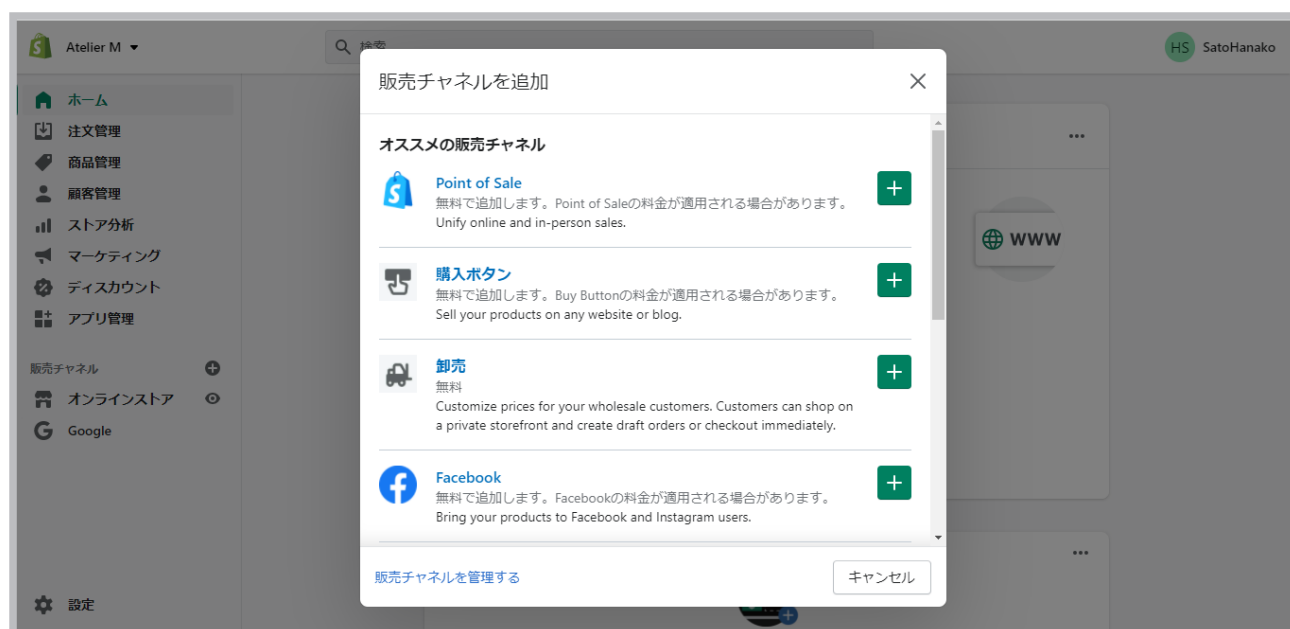 Atelier M
検索
HS SatoHanako
ホーム
注文管理
商品管理
顧客管理
ストア分析
マーケティング
ディスカウント
アプリ管理
販売チャネル
オンラインストア
Google
設定
販売チャネルを追加
オススメの販売チャネル
Point of Sale
無料で追加します。Point of Saleの料金が適用される場合があります。
Unify online and in-person sales.
購入ボタン
無料で追加します。Buy Buttonの料金が適用される場合があります。
Sell your products on any website or blog.
卸売
無料
Customize prices for your wholesale customers. Customers can shop on
a private storefront and create draft orders or checkout immediately.
Facebook
無料で追加します。Facebookの料金が適用される場合があります。
Bring your products to Facebook and Instagram users.
販売チャネルを管理する
キャンセル
WWW